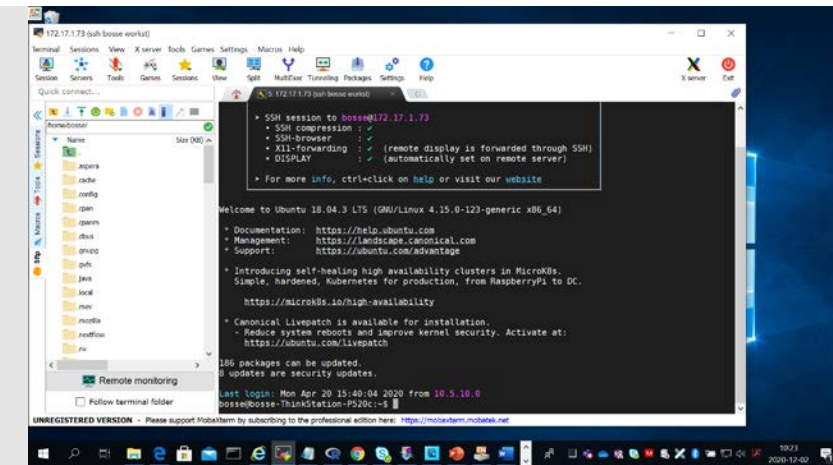 172.17.1.73 (ssh bosse workst)
Terminal Sessions View X server Tools Games Settings Macros Help
Session Servers Tools Games Sessions View Split MultiExec Tunneling Packages Settings Help X server Exit
Quick connect...
5. 172.17.1.73 (ssh bosse workst)
/home/bosse/
Name Size (KB)
..
.aspera
.cache
.config
.cpan
.cpanm
.dbus
.gnupg
.gvfs
.java
.local
.mev
.mozilla
.nextflow
.nv
Sessions
Tools
Macros
Sftp
Remote monitoring
Follow terminal folder
▸ SSH session to bosse@172.17.1.73
• SSH compression : ✓
• SSH-browser : ✓
• X11-forwarding : ✓ (remote display is forwarded through SSH)
• DISPLAY : ✓ (automatically set on remote server)
▸ For more info, ctrl+click on help or visit our website
Welcome to Ubuntu 18.04.3 LTS (GNU/Linux 4.15.0-123-generic x86_64)
* Documentation: https://help.ubuntu.com
* Management: https://landscape.canonical.com
* Support: https://ubuntu.com/advantage
* Introducing self-healing high availability clusters in MicroK8s.
Simple, hardened, Kubernetes for production, from RaspberryPi to DC.
https://microk8s.io/high-availability
* Canonical Livepatch is available for installation.
- Reduce system reboots and improve kernel security. Activate at:
https://ubuntu.com/livepatch
186 packages can be updated.
8 updates are security updates.
Last login: Mon Apr 20 15:40:04 2020 from 10.5.10.0
bosse@bosse-ThinkStation-P520c:~$
UNREGISTERED VERSION - Please support MobaXterm by subscribing to the professional edition here: https://mobaxterm.mobatek.net
10:23
2020-12-02